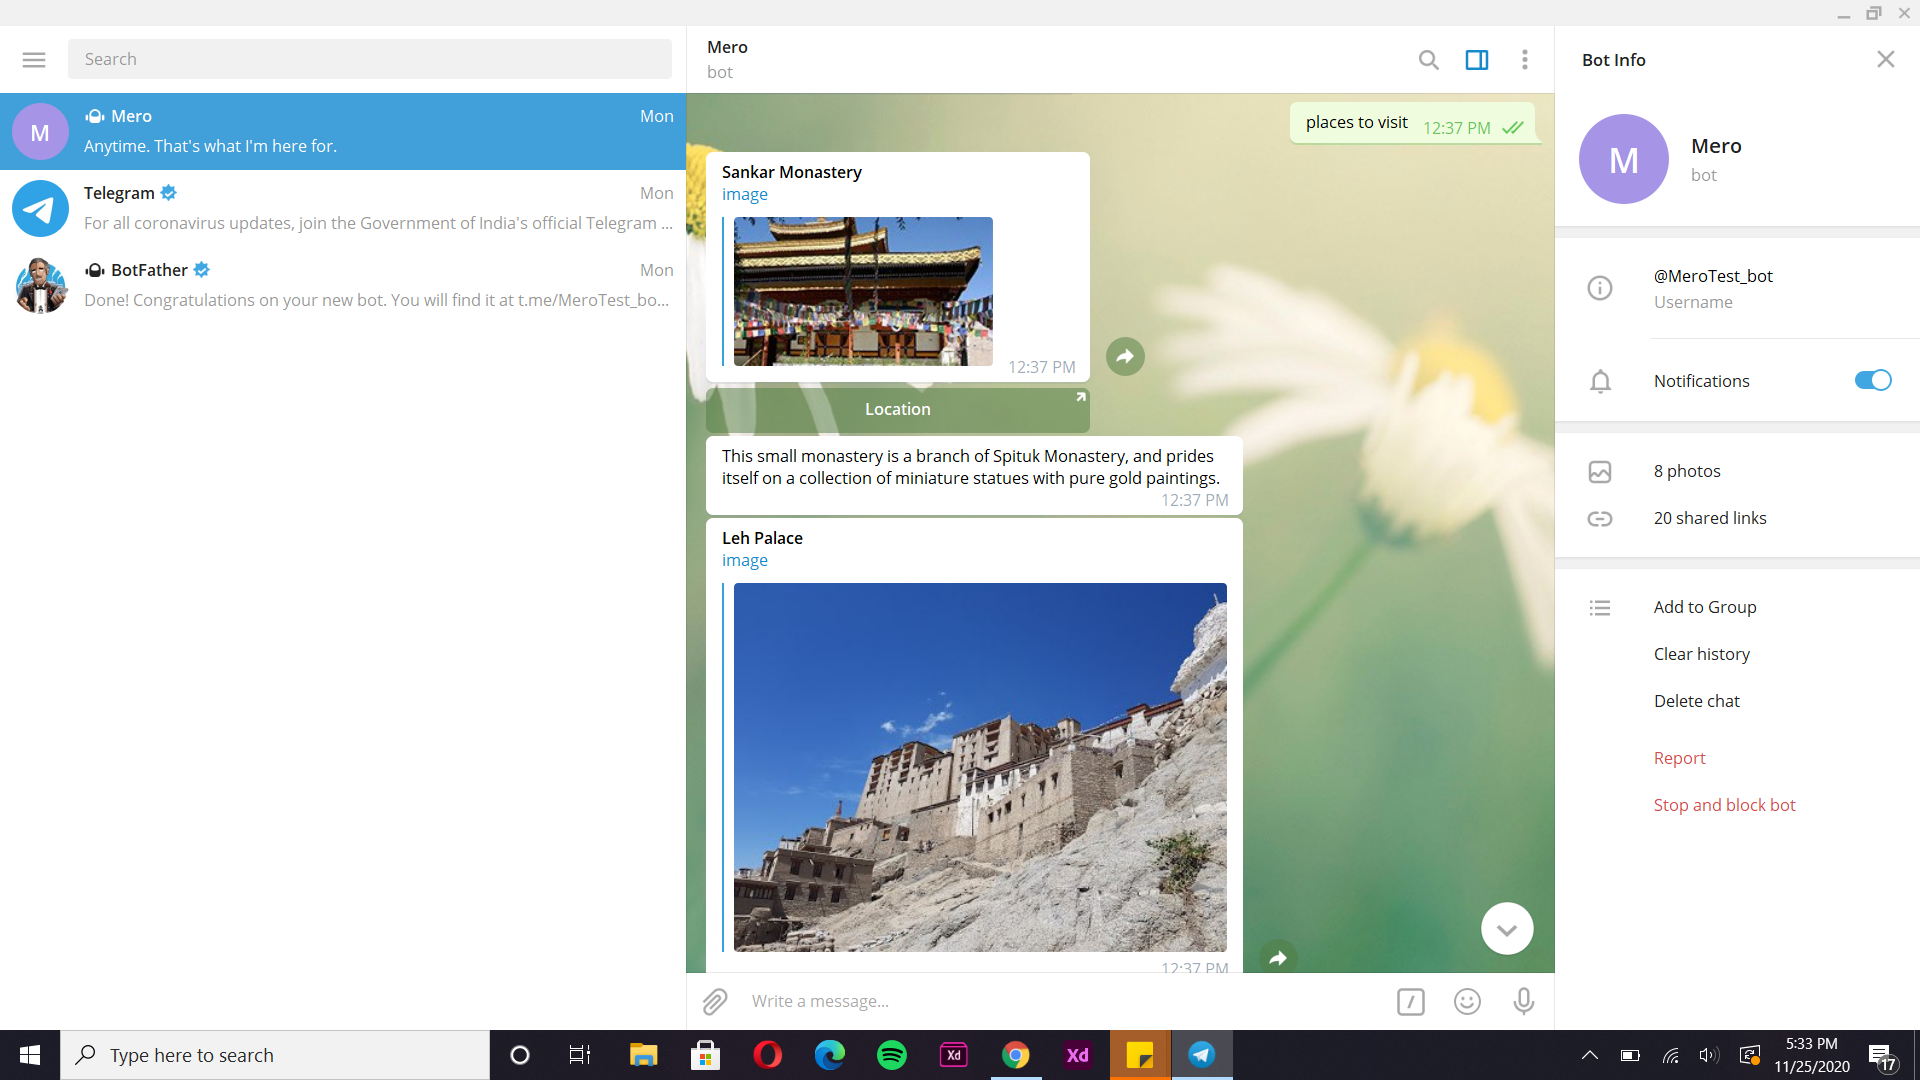 Search
Mero
Mon
Anytime. That's what I'm here for.
Telegram
Mon
For all coronavirus updates, join the Government of India's official Telegram ...
BotFather
Mon
Done! Congratulations on your new bot. You will find it at t.me/MeroTest_bo...
M
Mero
bot
places to visit 12:37 PM
Sankar Monastery
image
12:37 PM
Location
This small monastery is a branch of Spituk Monastery, and prides
itself on a collection of miniature statues with pure gold paintings.
12:37 PM
Leh Palace
image
12:37 PM
Write a message...
Bot Info
M
Mero
bot
@MeroTest_bot
Username
Notifications
8 photos
20 shared links
Add to Group
Clear history
Delete chat
Report
Stop and block bot
Type here to search
Xd
Xd
5:33 PM
11/25/2020
17